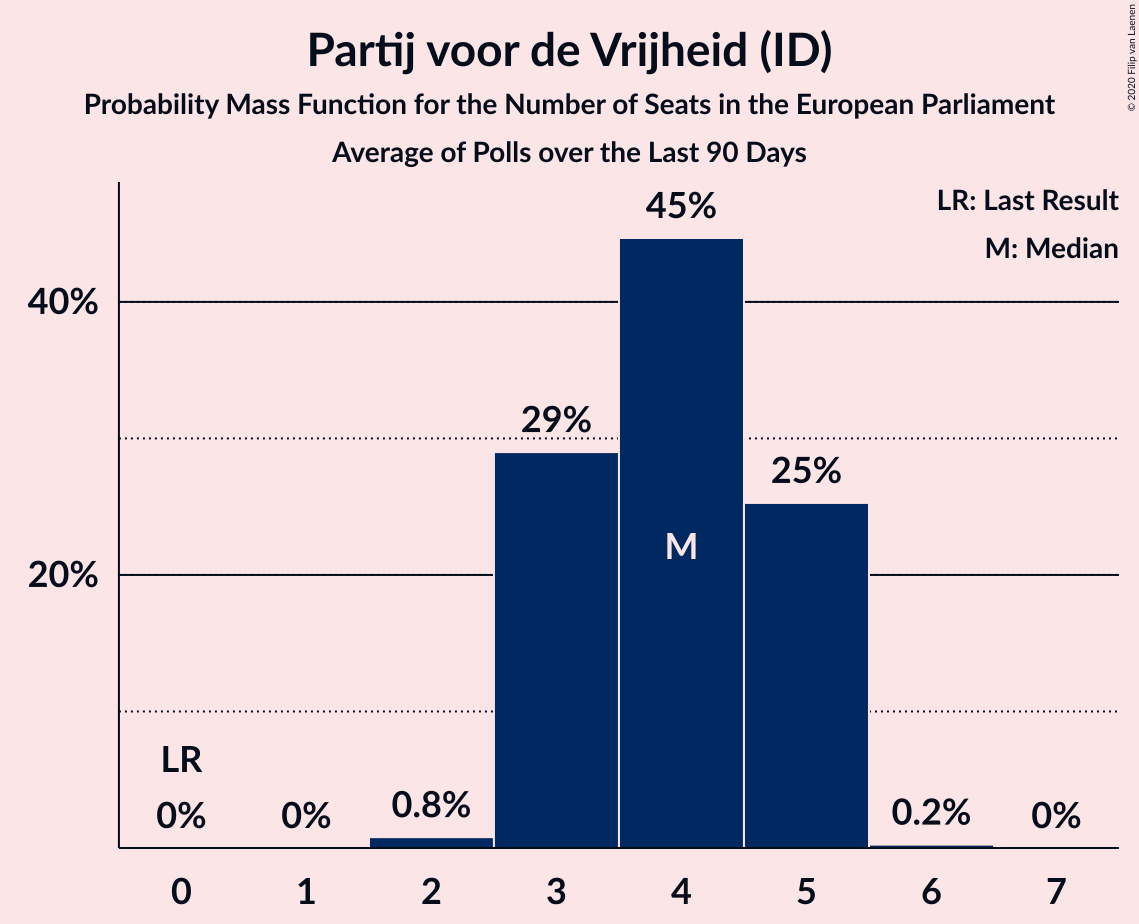 Partij voor de Vrijheid (ID)
Probability Mass Function for the Number of Seats in the European Parliament
Average of Polls over the Last 90 Days
© 2020 Filip van Laenen
LR: Last Result
M: Median
45%
40%
29%
25%
M
20%
LR
0%
0%
0.8%
0.2%
0%
0 1 2 3 4 5 6 7